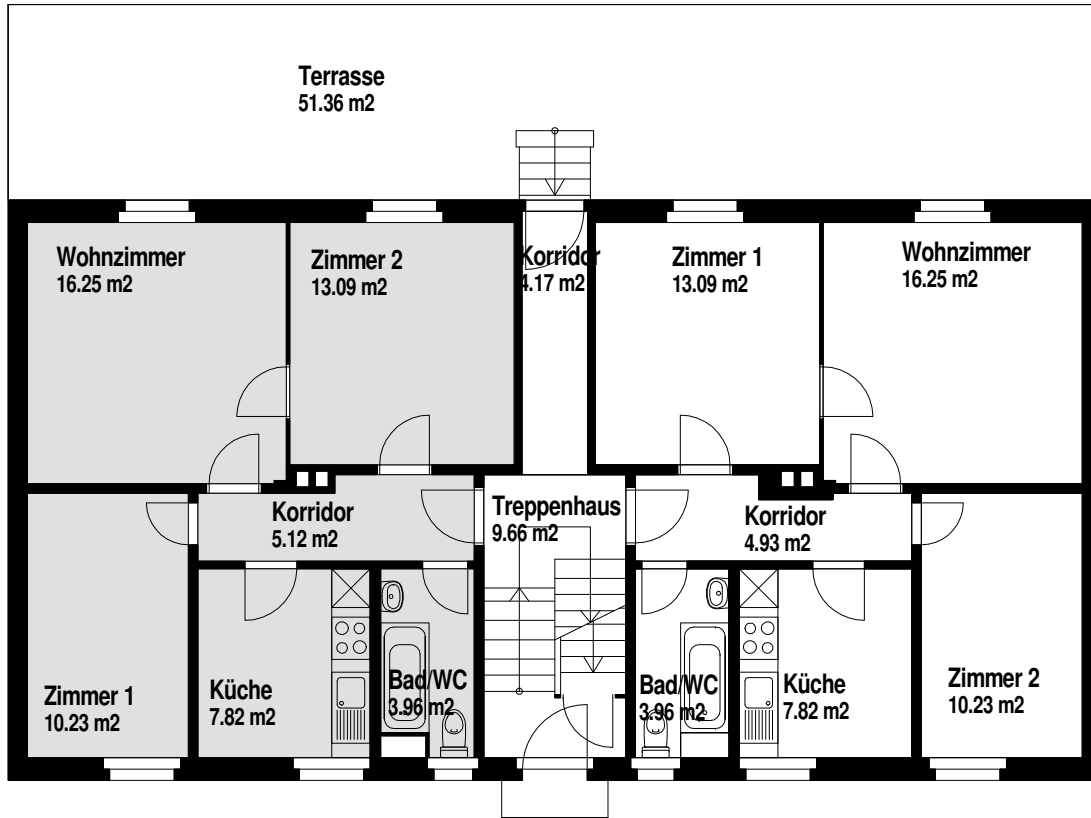 Terrasse
51.36 m2
Wohnzimmer
16.25 m2
Zimmer 2
13.09 m2
Korridor
4.17 m2
Zimmer 1
13.09 m2
Wohnzimmer
16.25 m2
Korridor
5.12 m2
Treppenhaus
9.66 m2
Korridor
4.93 m2
Zimmer 1
10.23 m2
Küche
7.82 m2
Bad/WC
3.96 m2
Bad/WC
3.96 m2
Küche
7.82 m2
Zimmer 2
10.23 m2